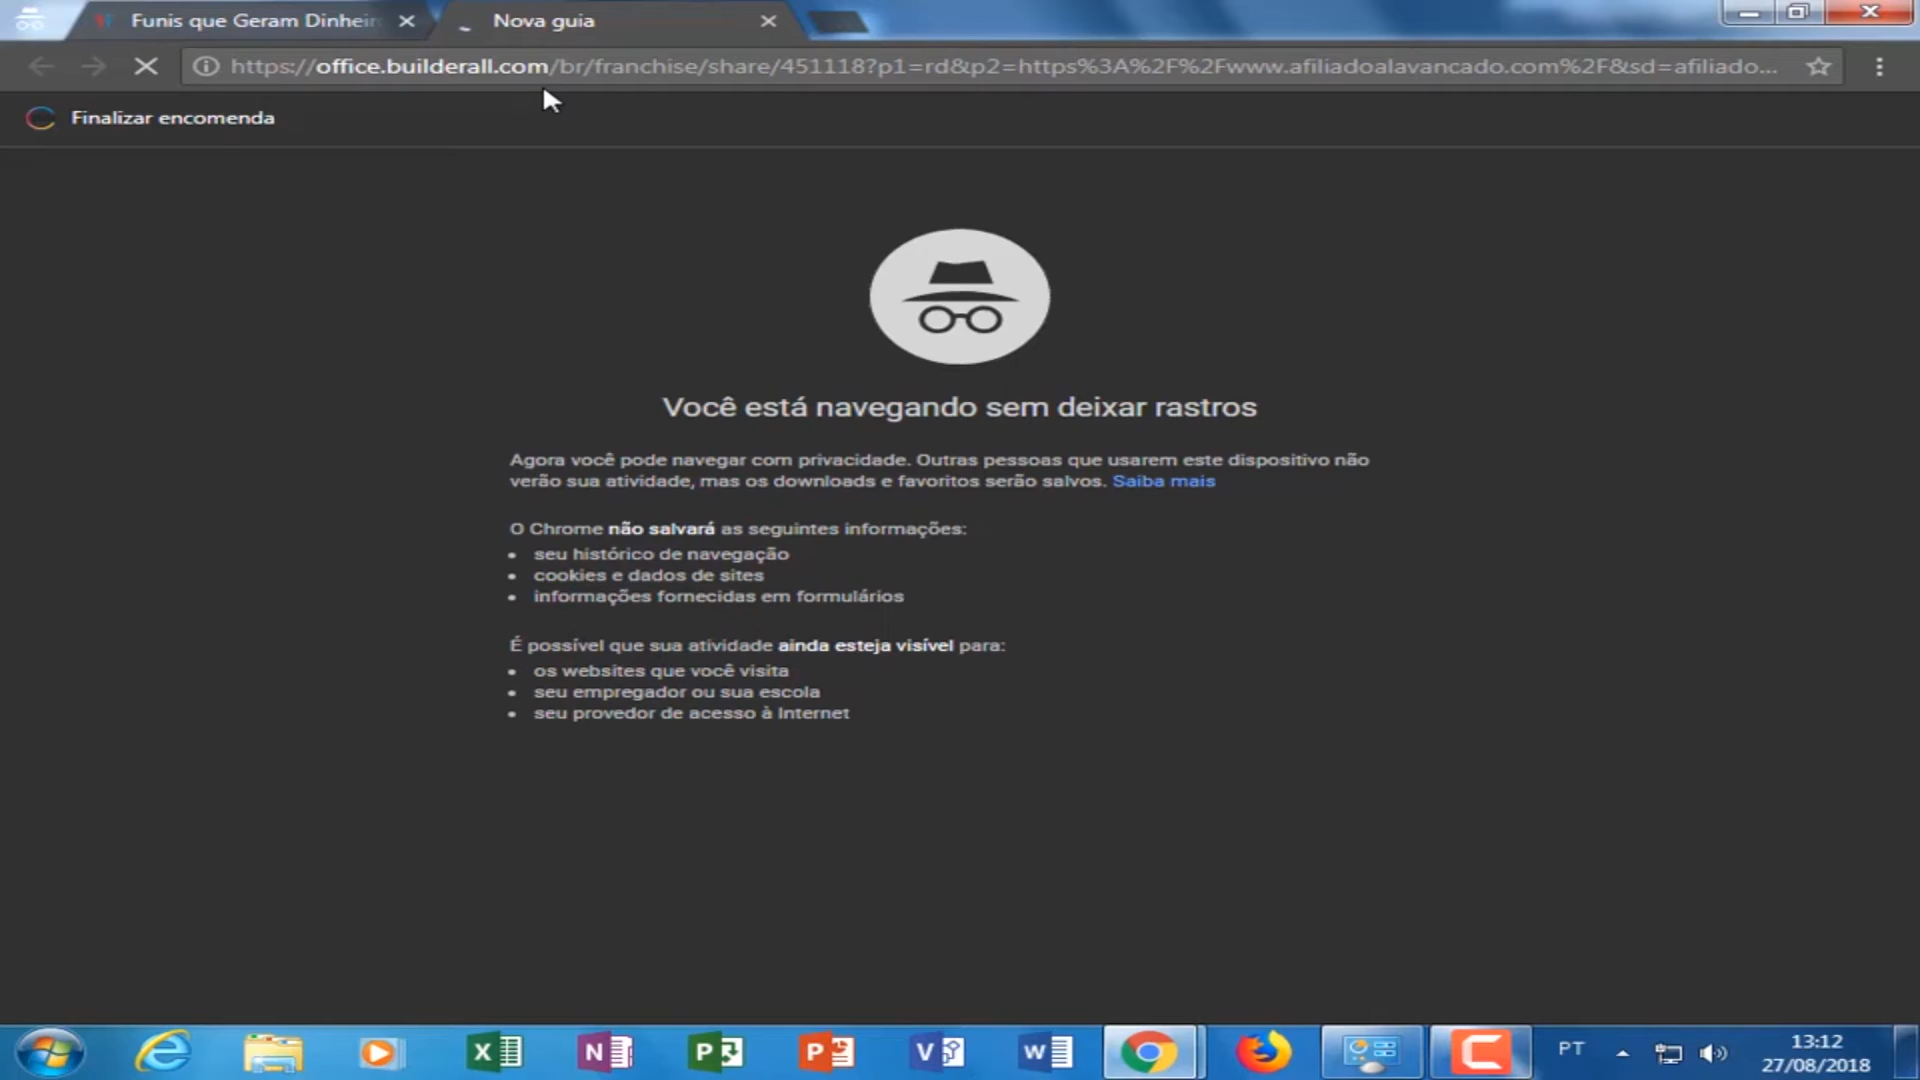 Funis que Geram Dinheir
Nova guia
https://office.builderall.com/br/franchise/share/451118?p1=rd&p2=https%3A%2F%2Fwww.afiliadoalavancado.com%2F&sd=afiliado...
Finalizar encomenda
Você está navegando sem deixar rastros
Agora você pode navegar com privacidade. Outras pessoas que usarem este dispositivo não
verão sua atividade, mas os downloads e favoritos serão salvos. Saiba mais
O Chrome não salvará as seguintes informações:
• seu histórico de navegação
• cookies e dados de sites
• informações fornecidas em formulários
É possível que sua atividade ainda esteja visível para:
• os websites que você visita
• seu empregador ou sua escola
• seu provedor de acesso à Internet
PT
13:12
27/08/2018